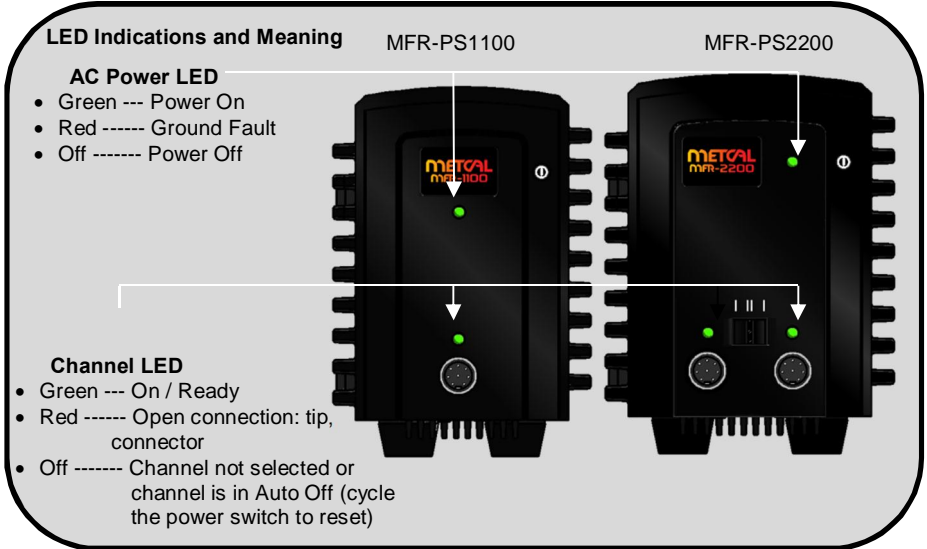 LED Indications and Meaning
MFR-PS1100
MFR-PS2200
AC Power LED
• Green --- Power On
• Red ------ Ground Fault
• Off ------- Power Off
METCAL
MFR-1100
METCAL
MFR-2200
I II I
Channel LED
• Green --- On / Ready
• Red ------ Open connection: tip,
connector
• Off ------- Channel not selected or
channel is in Auto Off (cycle
the power switch to reset)